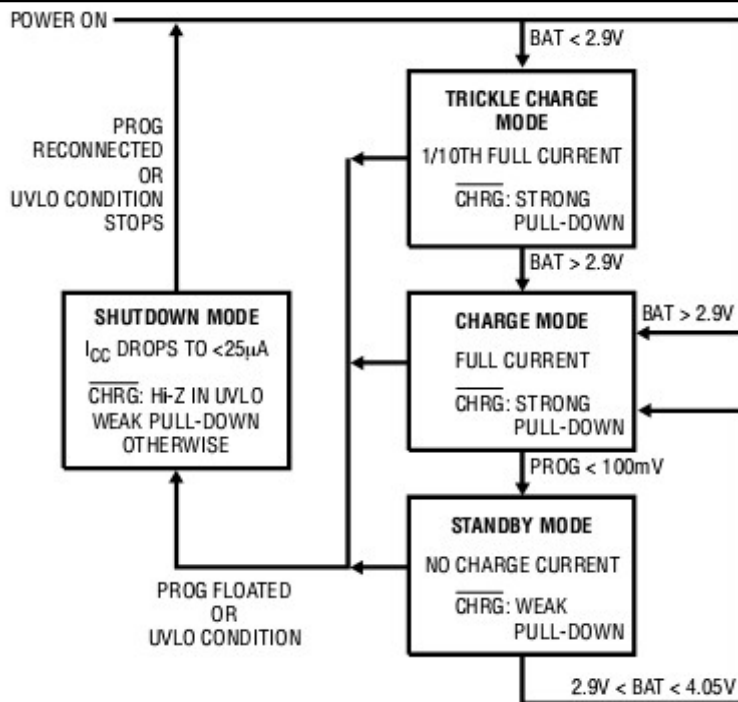 POWER ON
BAT < 2.9V
TRICKLE CHARGE
MODE
1/10TH FULL CURRENT
CHRG: STRONG
PULL-DOWN
PROG
RECONNECTED
OR
UVLO CONDITION
STOPS
BAT > 2.9V
SHUTDOWN MODE
ICC DROPS TO <25µA
CHRG: Hi-Z IN UVLO
WEAK PULL-DOWN
OTHERWISE
CHARGE MODE
FULL CURRENT
CHRG: STRONG
PULL-DOWN
BAT > 2.9V
PROG < 100mV
STANDBY MODE
NO CHARGE CURRENT
CHRG: WEAK
PULL-DOWN
PROG FLOATED
OR
UVLO CONDITION
2.9V < BAT < 4.05V